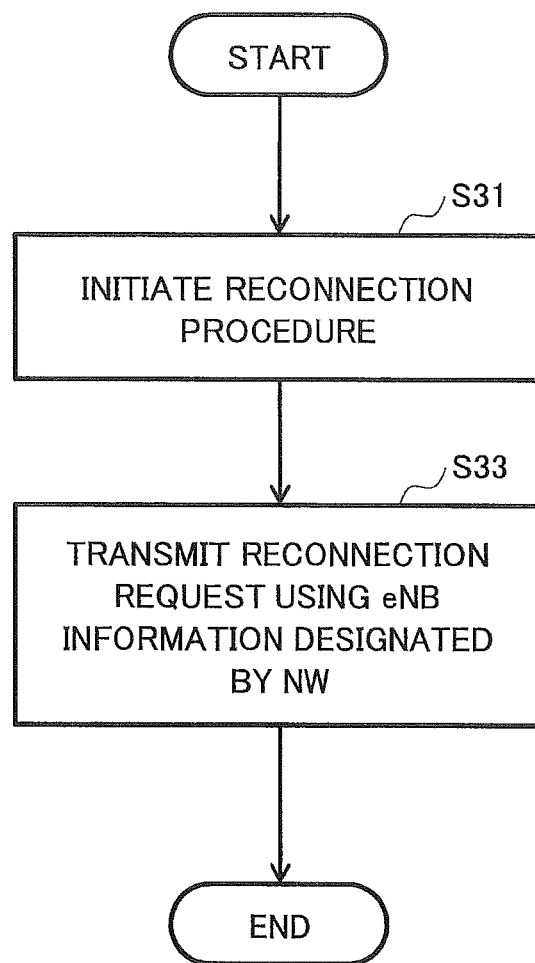 START
S31
INITIATE RECONNECTION
PROCEDURE
S33
TRANSMIT RECONNECTION
REQUEST USING eNB
INFORMATION DESIGNATED
BY NW
END